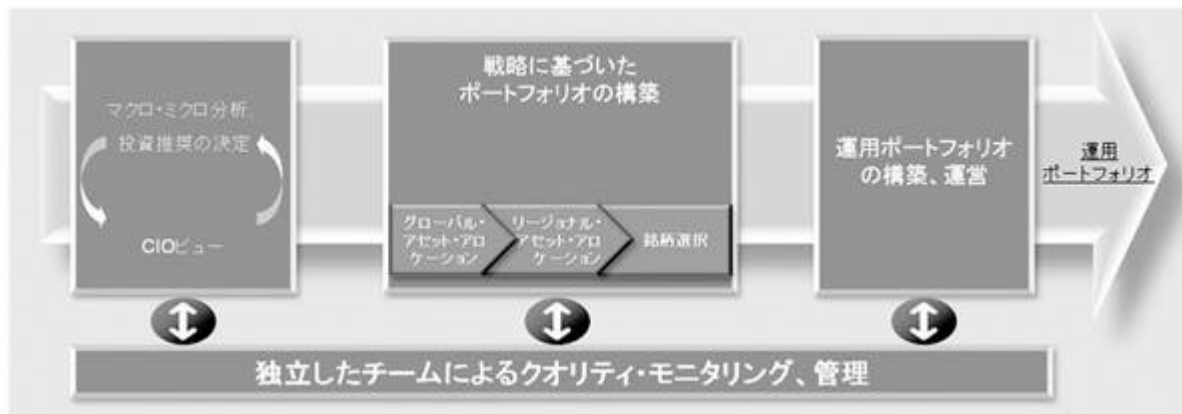 マクロ・ミクロ分析、
投資推奨の決定
CIOビュー
戦略に基づいた
ポートフォリオの構築
グローバル・
アセット・アロ
ケーション
リージョナル・
アセット・アロ
ケーション
銘柄選択
運用ポートフォリオ
の構築、運営
運用
ポートフォリオ
独立したチームによるクオリティ・モニタリング、管理